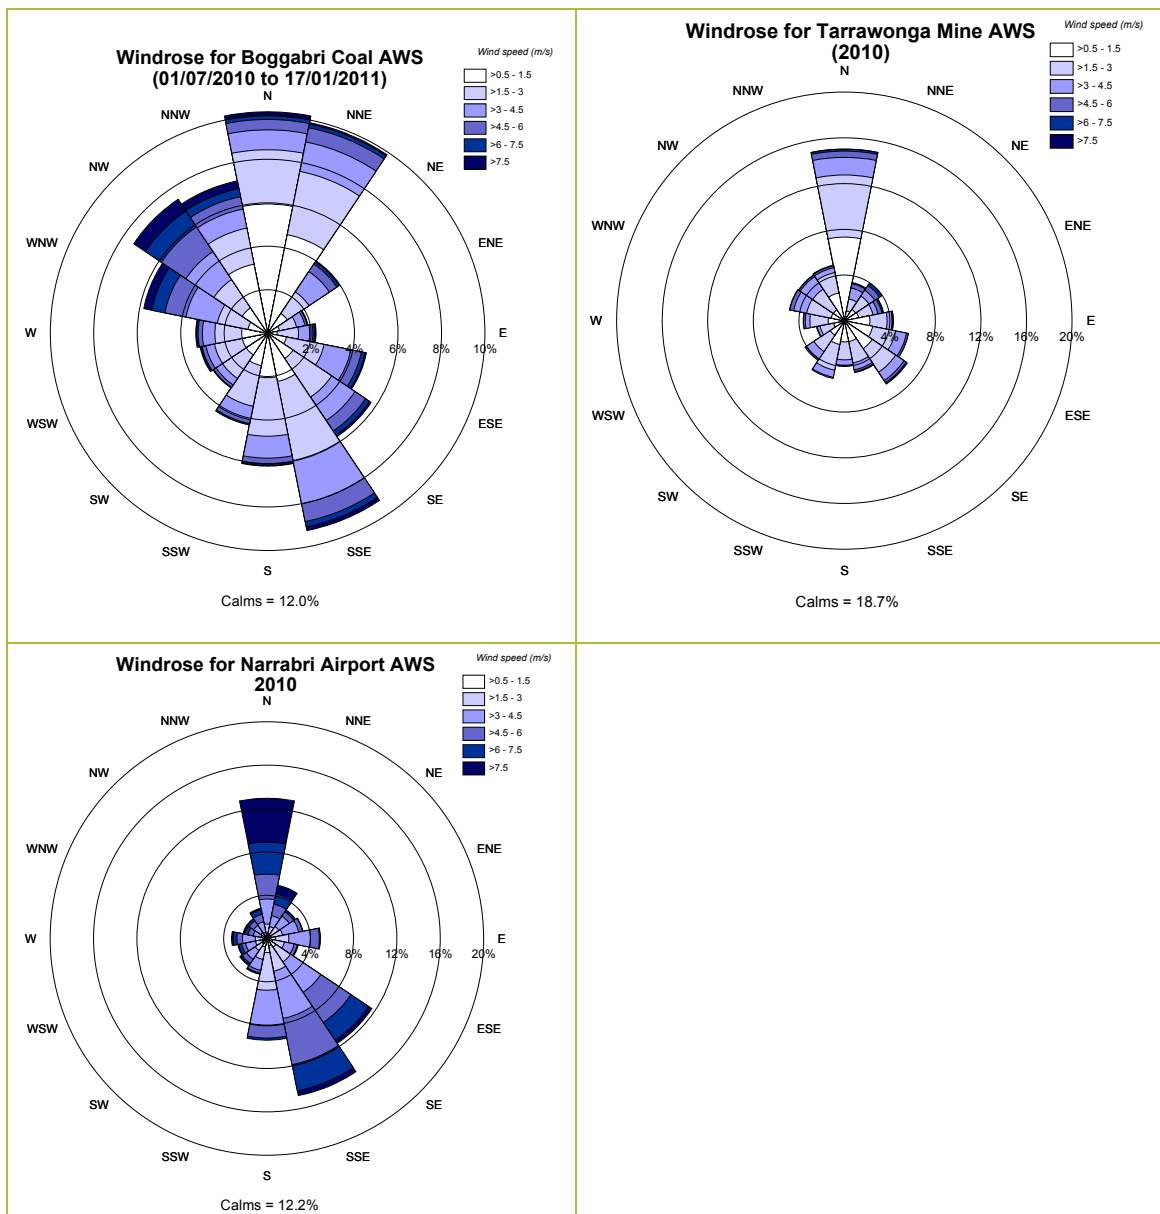 Windrose for Boggabri Coal AWS
(01/07/2010 to 17/01/2011)
Wind speed (m/s)
>0.5 - 1.5
>1.5 - 3
>3 - 4.5
>4.5 - 6
>6 - 7.5
>7.5
N
NNW
NNE
NW
NE
WNW
ENE
W
2%
4%
6%
8%
10%
E
WSW
ESE
SW
SE
SSW
SSE
S
Calms = 12.0%
Windrose for Tarrawonga Mine AWS
(2010)
Wind speed (m/s)
>0.5 - 1.5
>1.5 - 3
>3 - 4.5
>4.5 - 6
>6 - 7.5
>7.5
N
NNW
NNE
NW
NE
WNW
ENE
W
4%
8%
12%
16%
20%
E
WSW
ESE
SW
SE
SSW
SSE
S
Calms = 18.7%
Windrose for Narrabri Airport AWS
2010
Wind speed (m/s)
>0.5 - 1.5
>1.5 - 3
>3 - 4.5
>4.5 - 6
>6 - 7.5
>7.5
N
NNW
NNE
NW
NE
WNW
ENE
W
4%
8%
12%
16%
20%
E
WSW
ESE
SW
SE
SSW
SSE
S
Calms = 12.2%